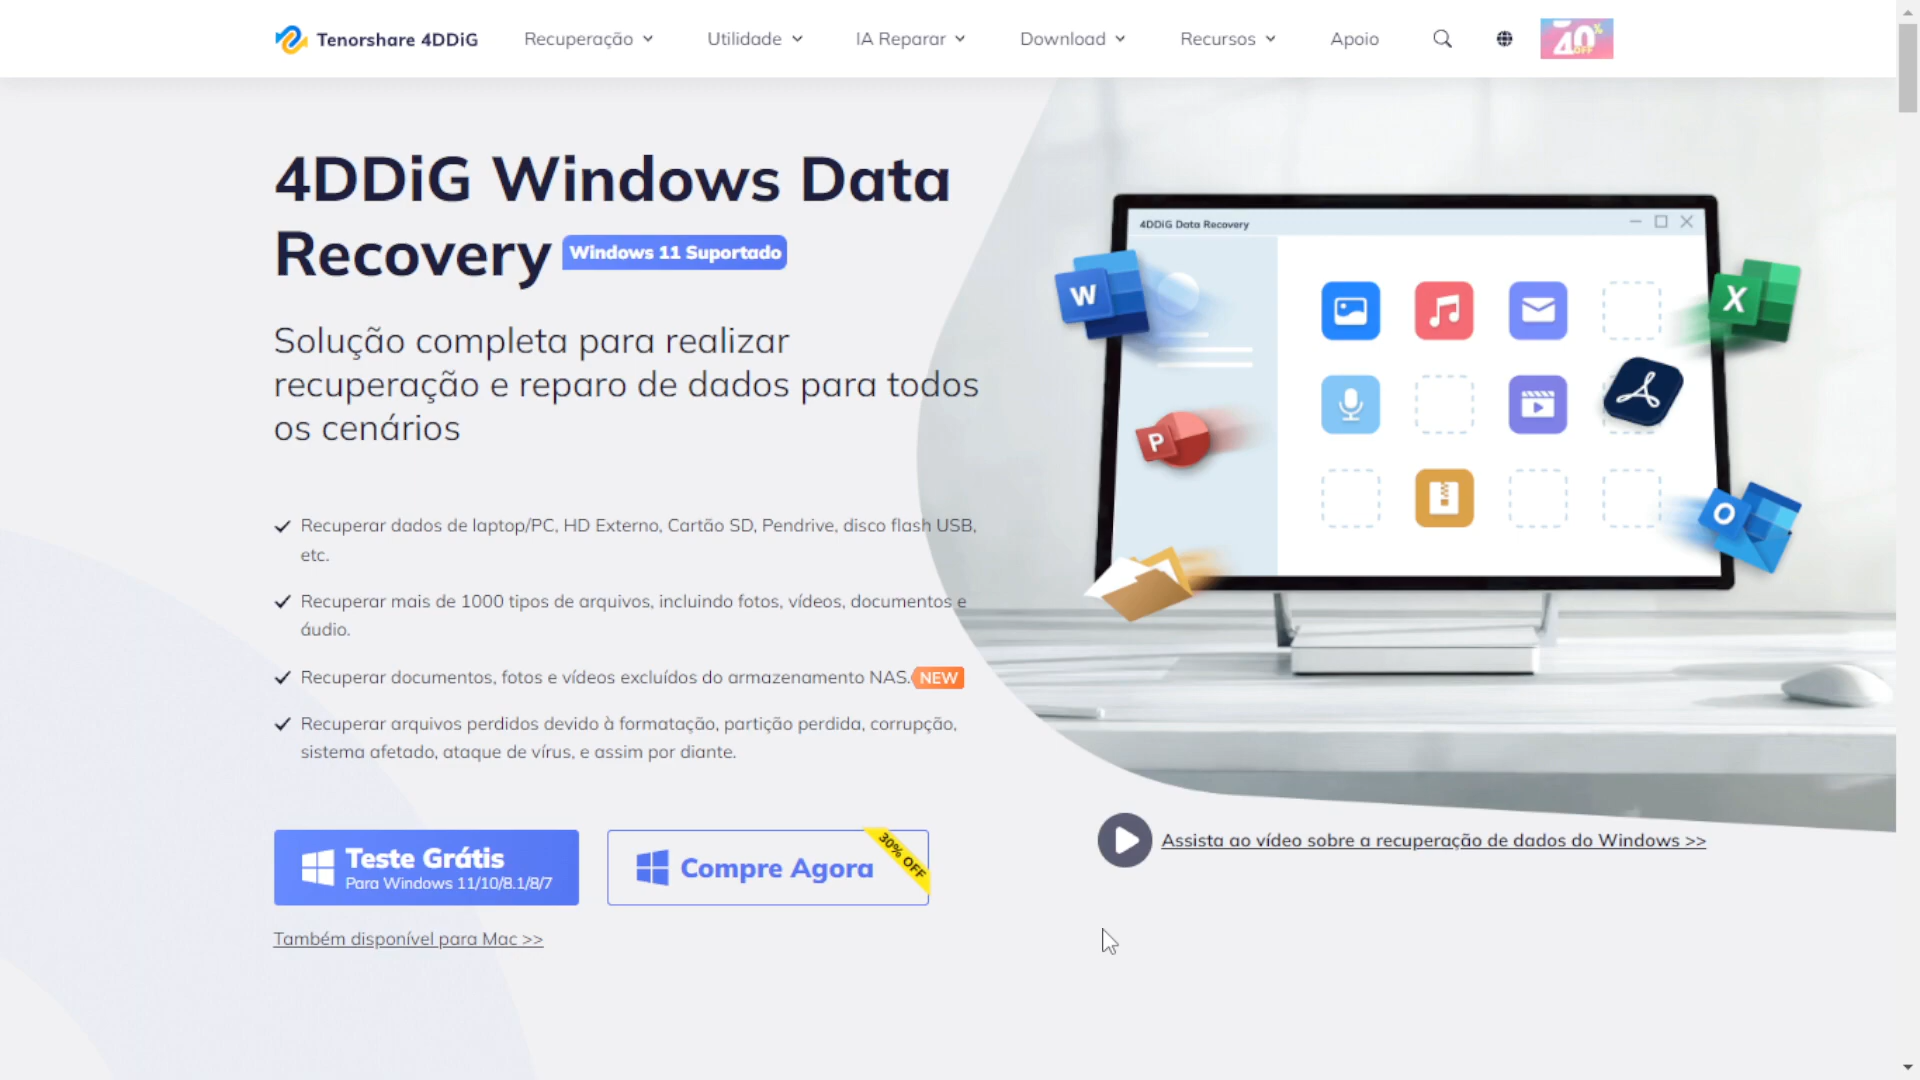 Tenorshare 4DDiG Recuperação Utilidade IA Reparar Download Recursos Apoio 40% OFF
4DDiG Windows Data
Recovery Windows 11 Suportado
Solução completa para realizar
recuperação e reparo de dados para todos
os cenários
Recuperar dados de laptop/PC, HD Externo, Cartão SD, Pendrive, disco flash USB,
etc.
Recuperar mais de 1000 tipos de arquivos, incluindo fotos, vídeos, documentos e
áudio.
Recuperar documentos, fotos e vídeos excluídos do armazenamento NAS. NEW
Recuperar arquivos perdidos devido à formatação, partição perdida, corrupção,
sistema afetado, ataque de vírus, e assim por diante.
Teste Grátis
Para Windows 11/10/8.1/8/7
Compre Agora
30% OFF
Também disponível para Mac >>
4DDiG Data Recovery
W
X
P
O
Assista ao vídeo sobre a recuperação de dados do Windows >>